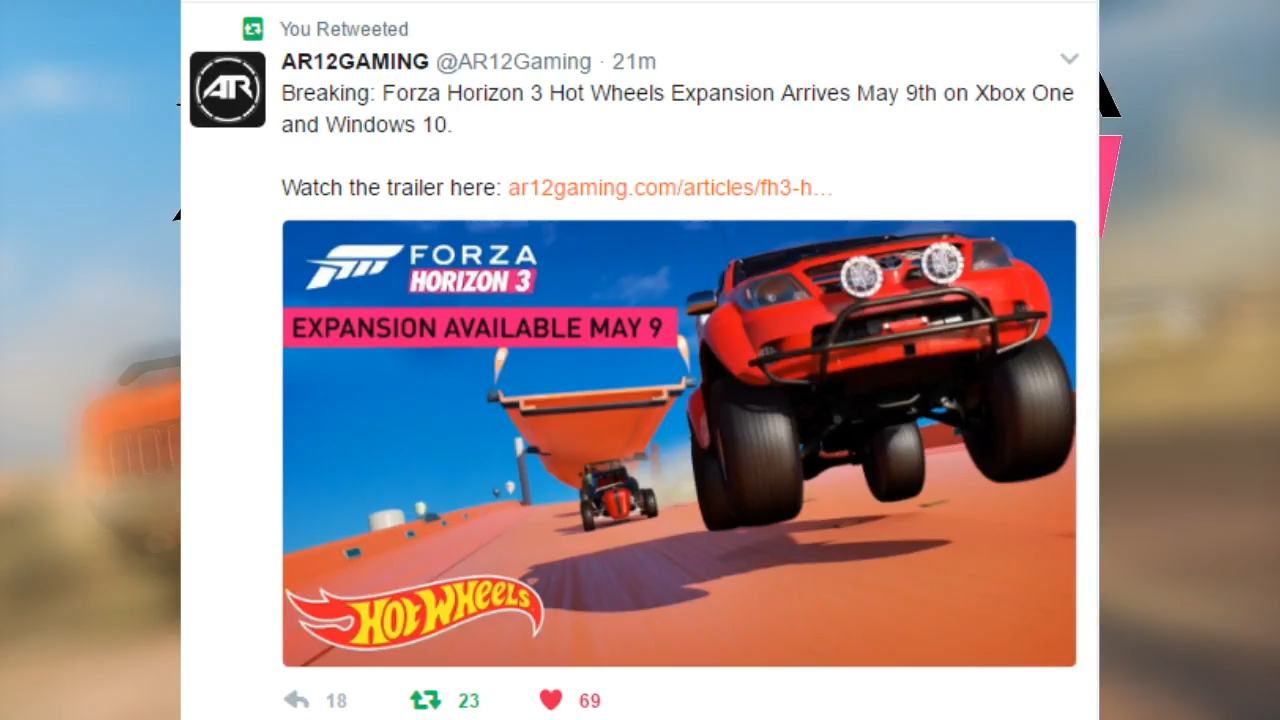 You Retweeted
AR12GAMING @AR12Gaming · 21m
AR
Breaking: Forza Horizon 3 Hot Wheels Expansion Arrives May 9th on Xbox One
and Windows 10.
Watch the trailer here: ar12gaming.com/articles/fh3-h…
FORZA
HORIZON 3
EXPANSION AVAILABLE MAY 9
HOT WHEELS
18 23 69